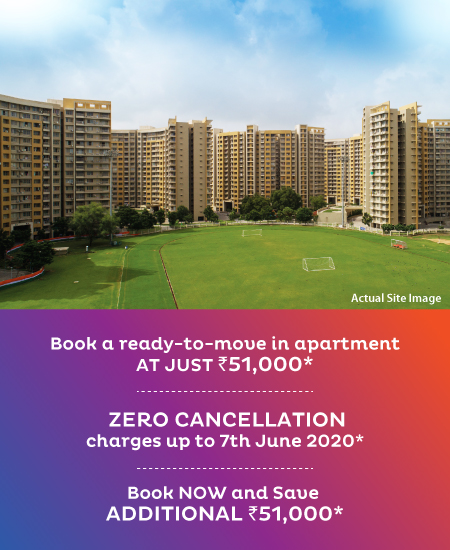 Actual Site Image
Book a ready-to-move in apartment
AT JUST ₹51,000*
ZERO CANCELLATION
charges up to 7th June 2020*
Book NOW and Save
ADDITIONAL ₹51,000*